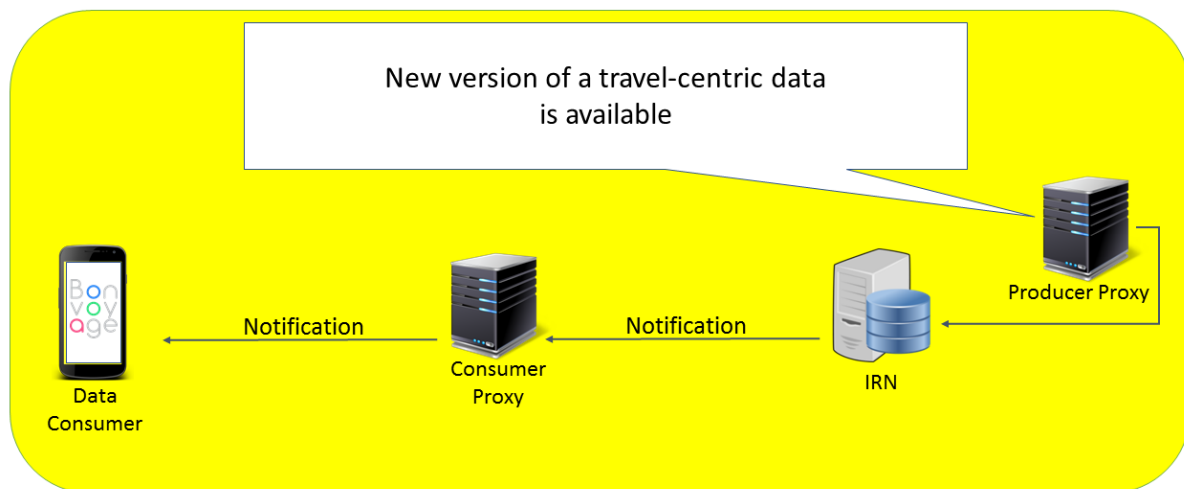 New version of a travel-centric data
is available
Producer Proxy
Bon
voy
age
Notification
Notification
Consumer
Proxy
IRN
Data
Consumer